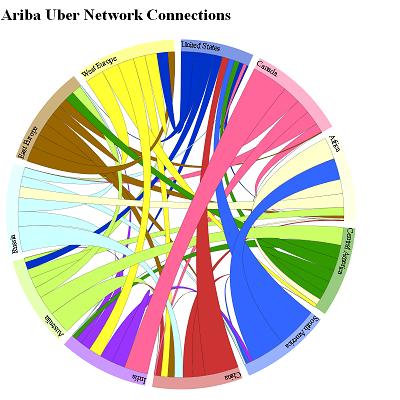 Ariba Uber Network Connections
United States
Canada
Africa
Central America
South America
China
India
Australia
Russia
East Europe
West Europe